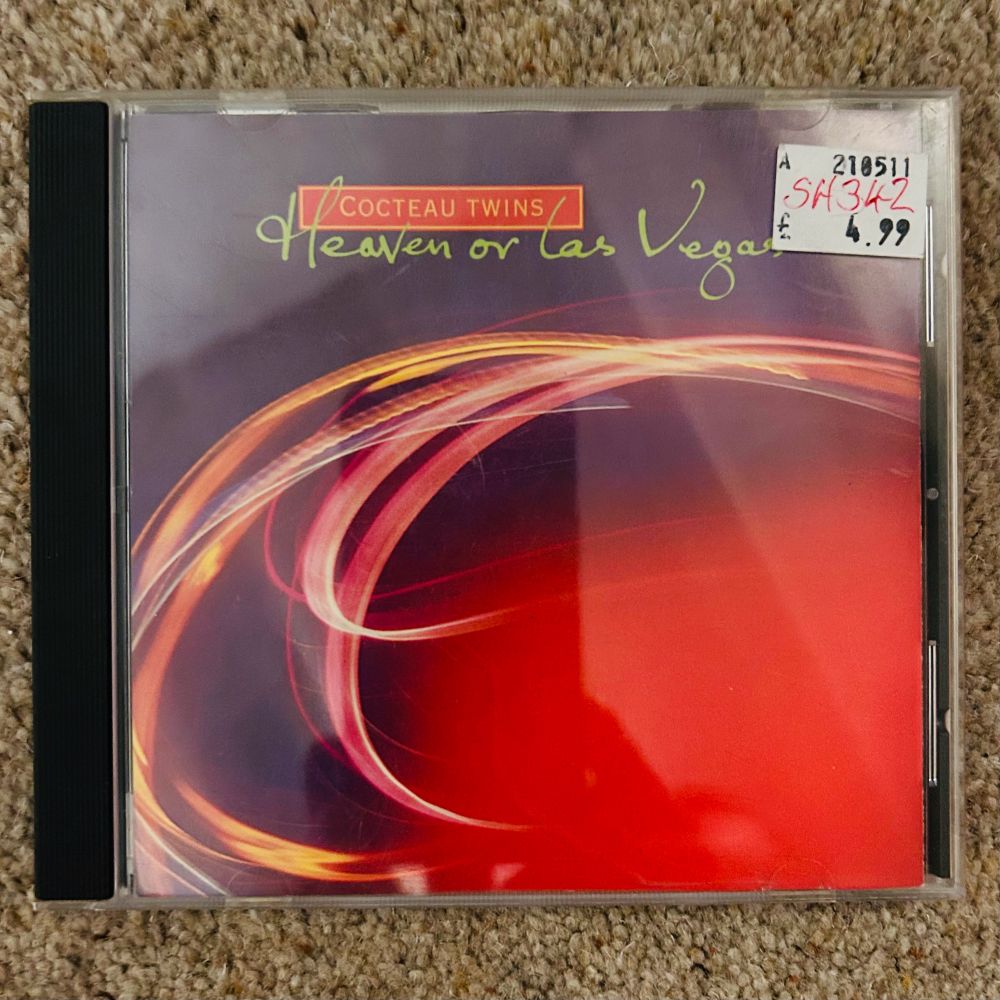 COCTEAU TWINS
Heaven or Las Vegas
A 210511
SH342
£ 4.99